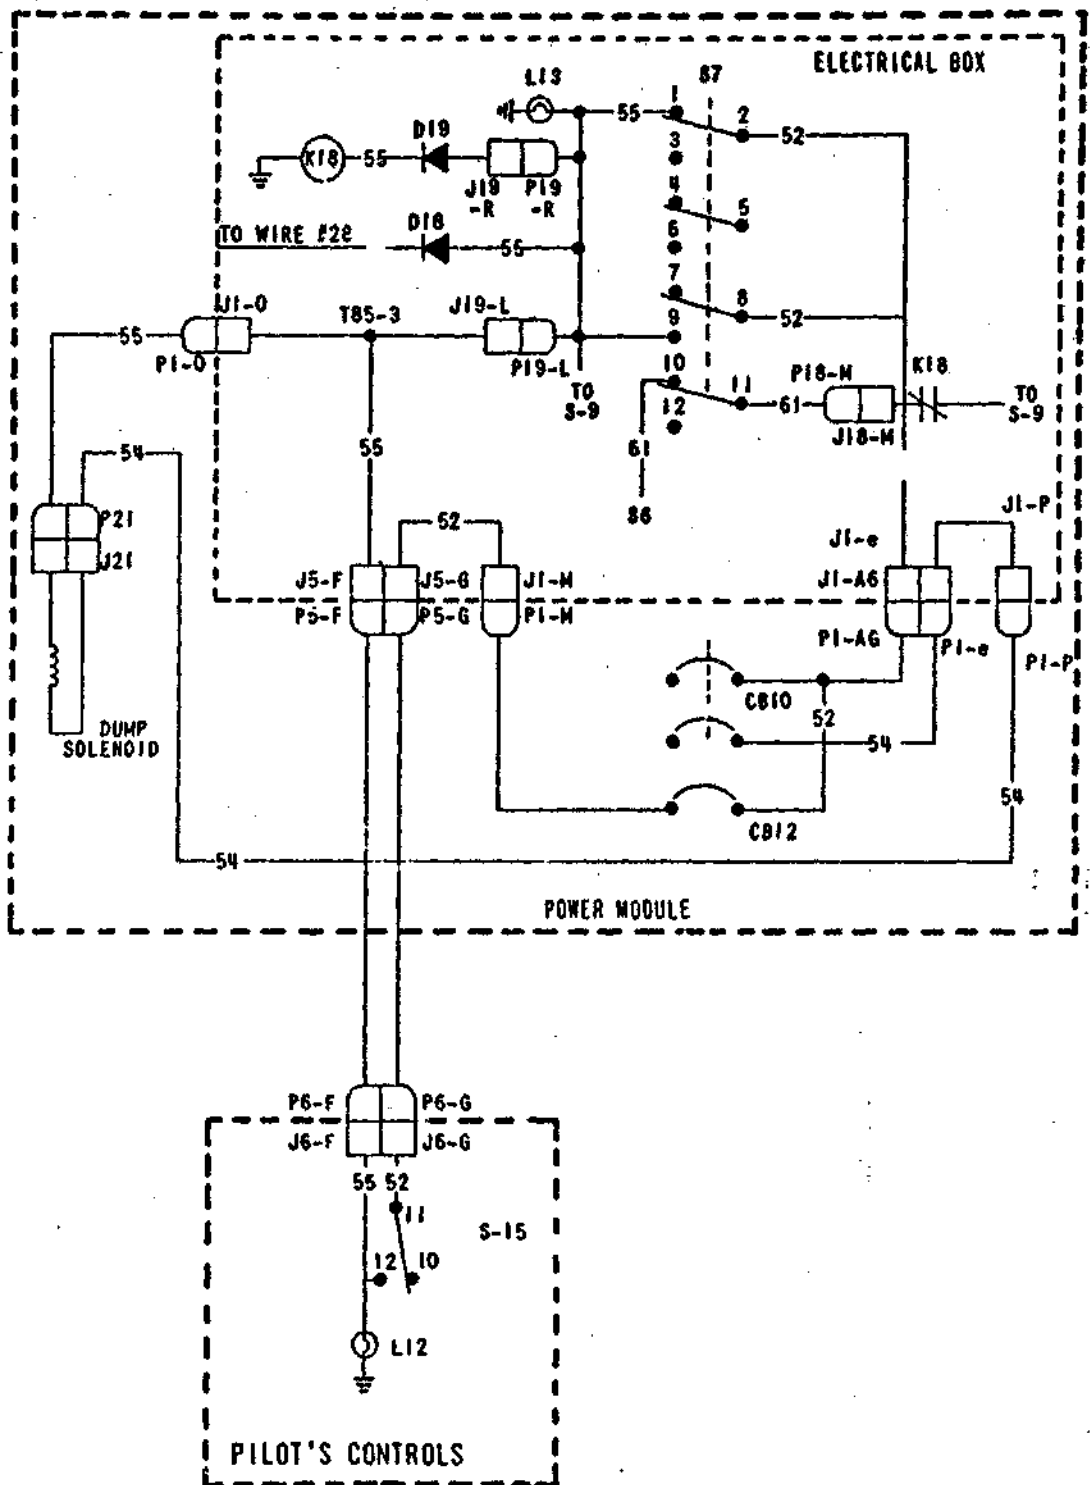 ELECTRICAL BOX
L13
S7
1
55
2
52
D19
3
K18
55
J19
-R
P19
-R
4
5
D18
TO WIRE #28
55
6
7
8
52
J1-O
T85-3
J19-L
9
55
P1-O
P19-L
TO
S-9
10
11
61
P18-M
K18
TO
S-9
12
J18-M
61
54
55
S6
P21
J21
52
J1-P
J1-e
J5-F
J5-G
J1-M
J1-AG
P5-F
P5-G
P1-M
P1-AG
P1-e
P1-P
CB10
52
DUMP
SOLENOID
54
54
CB12
54
POWER MODULE
P6-F
P6-G
J6-F
J6-G
55
52
11
S-15
12
10
L12
PILOT'S CONTROLS